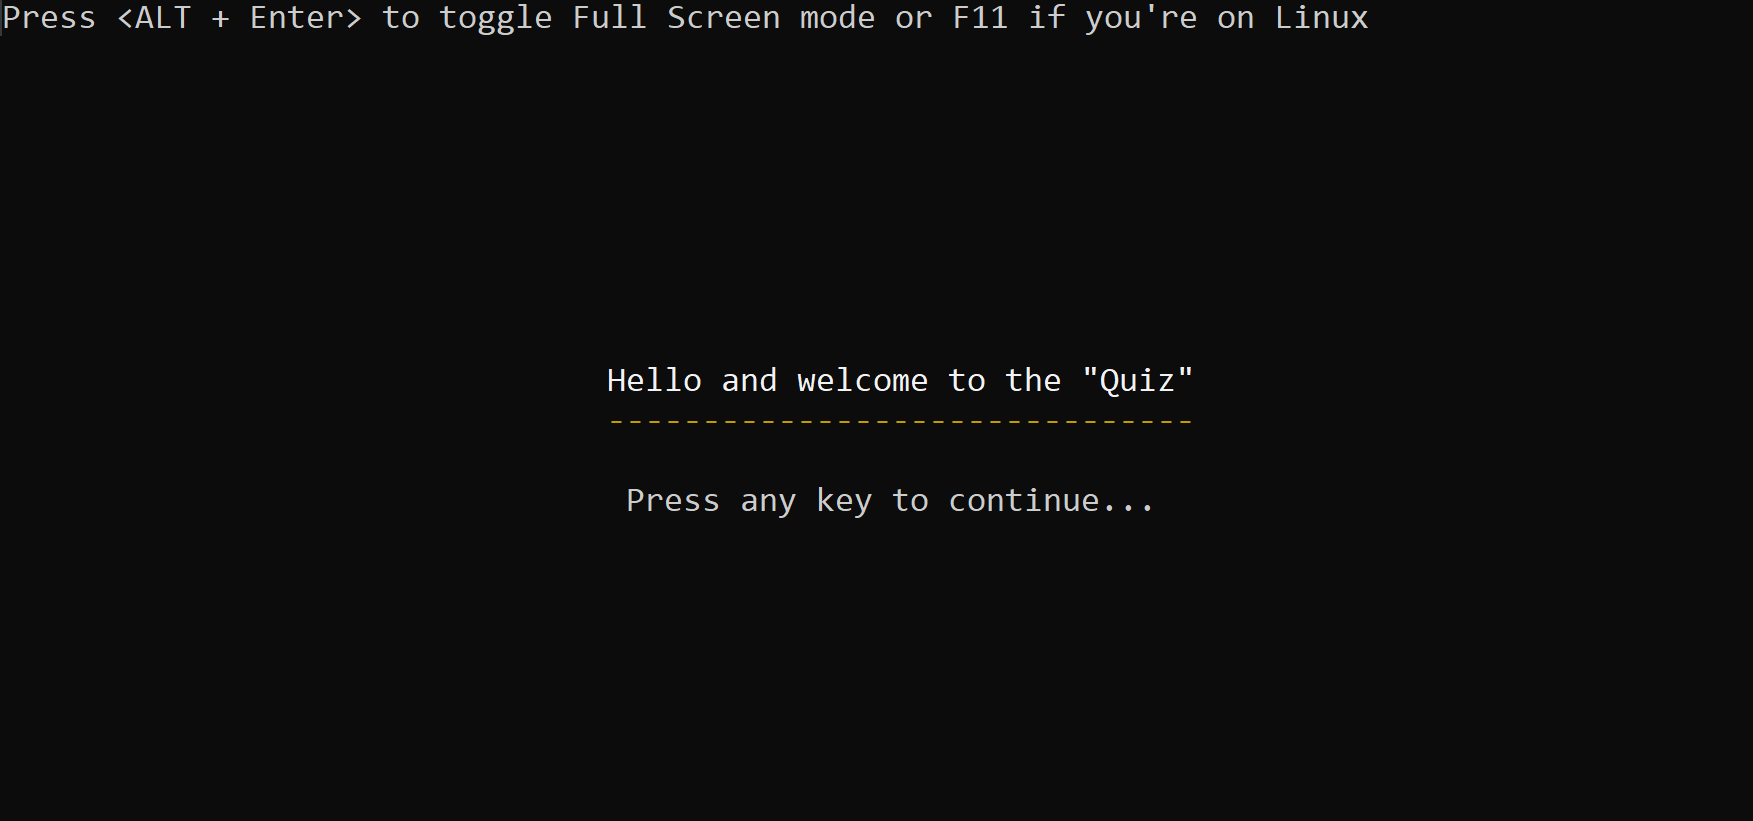 Press <ALT + Enter> to toggle Full Screen mode or F11 if you're on Linux
Hello and welcome to the "Quiz"
-------------------------------
Press any key to continue...